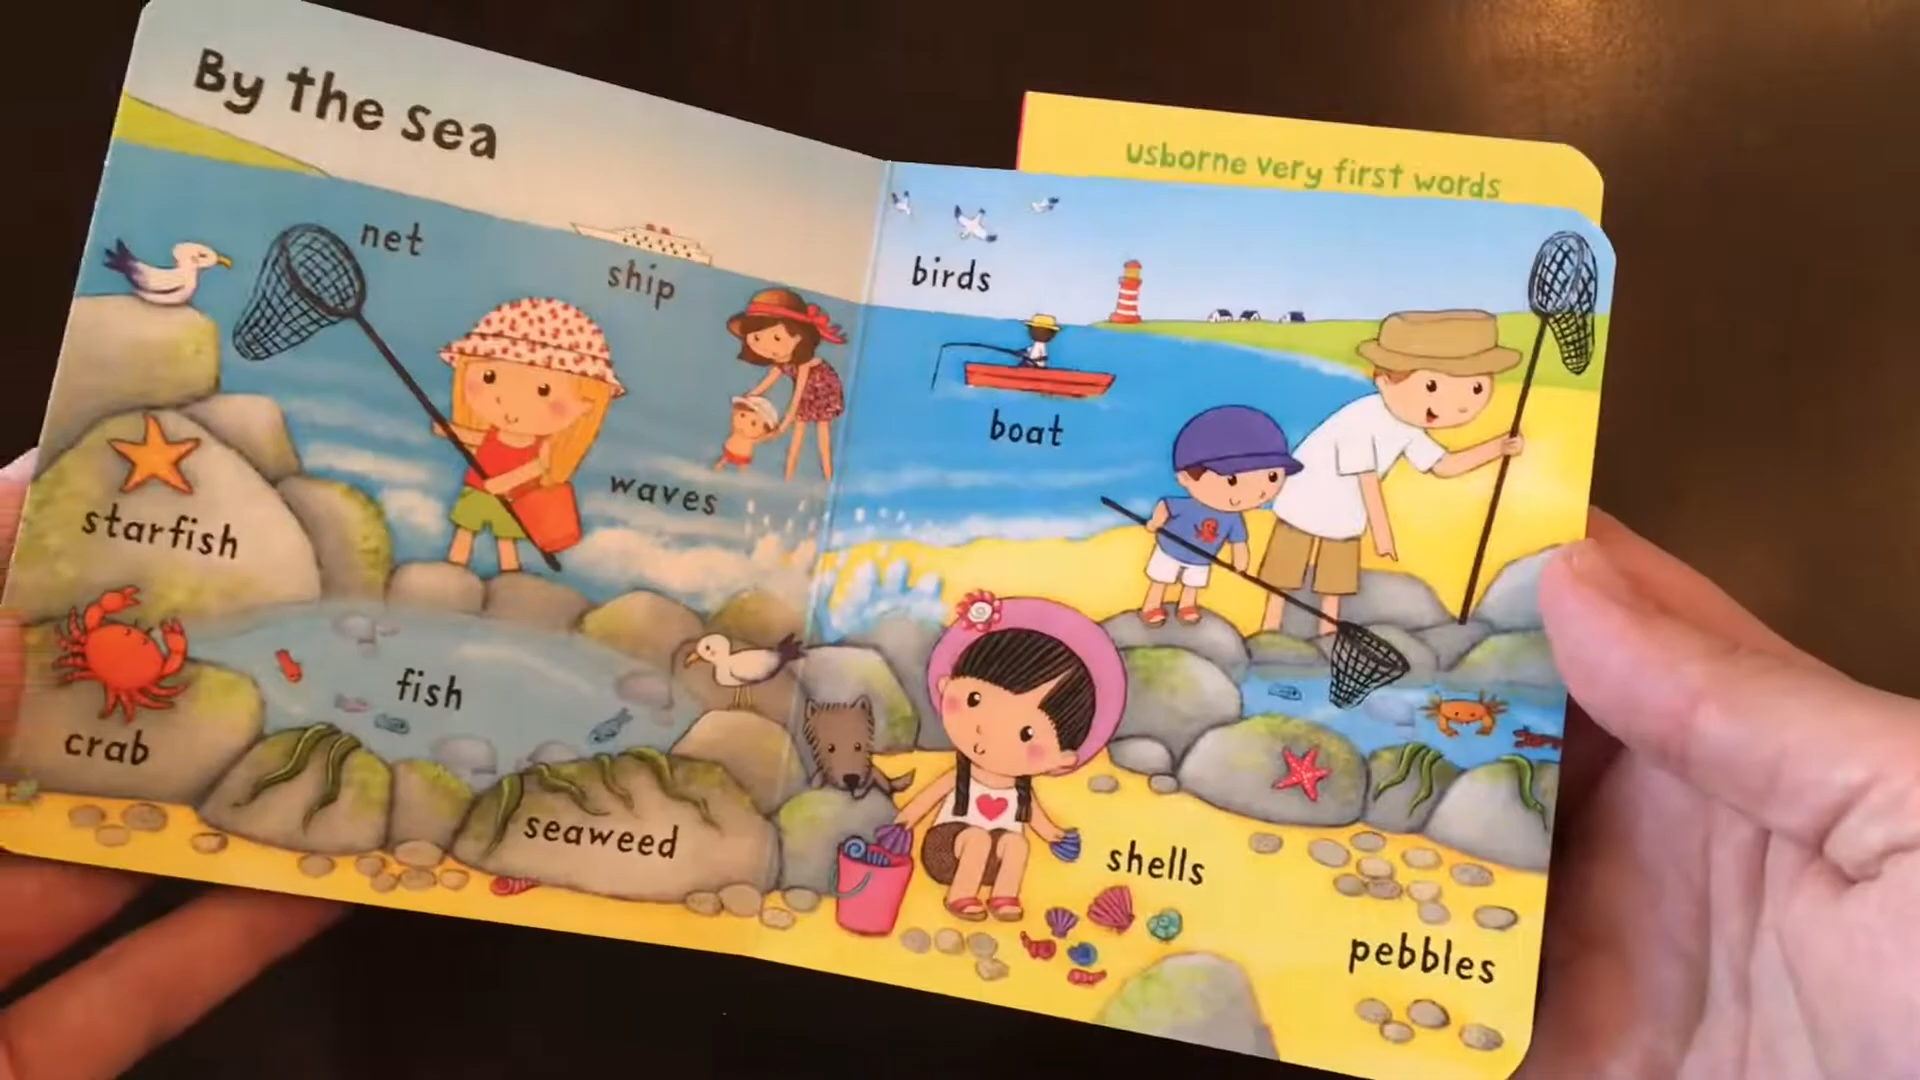 By the sea
usborne very first words
net
ship
birds
boat
waves
starfish
fish
crab
seaweed
shells
pebbles